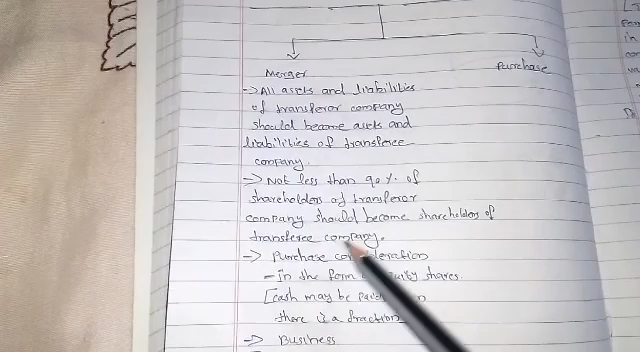 Merger
Purchase
-> All assets and liabilities
of transferor company
should become assets and
liabilities of transferee
company.
-> Not less than 90%. of
shareholders of transferor
company should become shareholders of
transferee company.
-> Purchase consideration
- In the form equity shares.
[cash may be paid
there is a fraction
-> Business
in